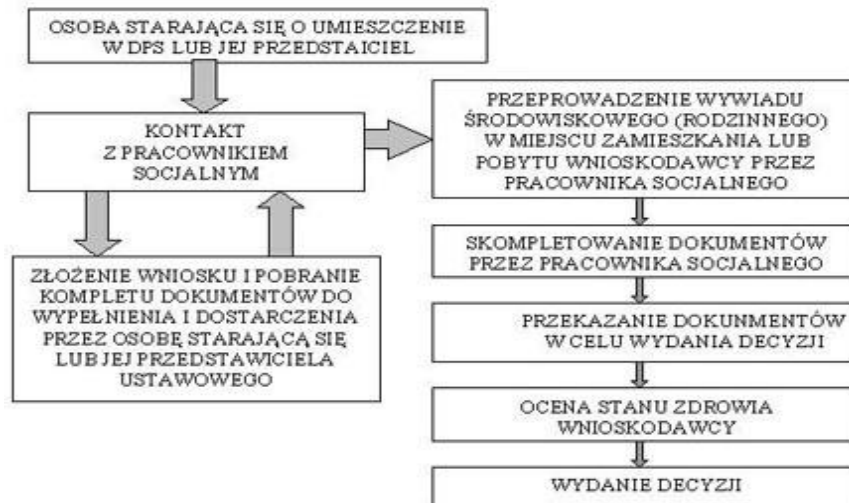 OSOBA STARAJĄCA SIĘ O UMIESZCZENIE
W DPS LUB JEJ PRZEDSTAICIEL
KONTAKT
Z PRACOWNIKIEM
SOCJALNYM
ZŁOŻENIE WNIOSKU I POBRANIE
KOMPLETU DOKUMENTÓW DO
WYPEŁNIENIA I DOSTARCZENIA
PRZEZ OSOBĘ STARAJĄCĄ SIĘ
LUB JEJ PRZEDSTAWICIELA
USTAWOWEGO
PRZEPROWADZENIE WYWIADU
ŚRODOWISKOWEGO (RODZINNEGO)
W MIEJSCU ZAMIESZKANIA LUB
POBYTU WNIOSKODAWCY PRZEZ
PRACOWNIKA SOCJALNEGO
SKOMPLETOWANIE DOKUMENTÓW
PRZEZ PRACOWNIKA SOCJALNEGO
PRZEKAZANIE DOKUNMENTÓW
W CELU WYDANIA DECYZJI
OCENA STANU ZDROWIA
WNIOSKODAWCY
WYDANIE DECYZJI